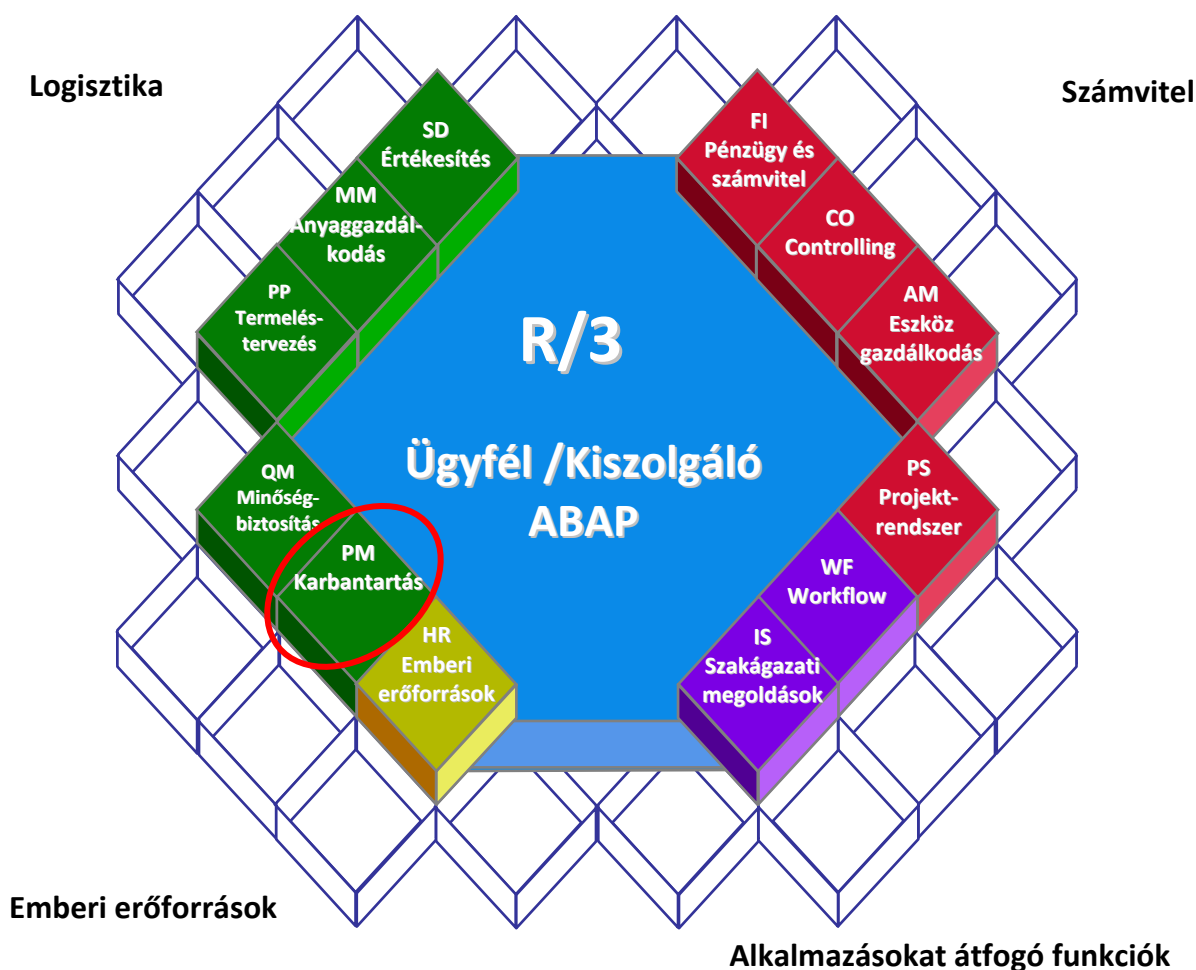 Logisztika
Számvitel
SD
Értékesítés
MM
Anyaggazdál-
kodás
PP
Termelés-
tervezés
FI
Pénzügy és
számvitel
CO
Controlling
AM
Eszköz
gazdálkodás
R/3
Ügyfél /Kiszolgáló
ABAP
QM
Minőség-
biztosítás
PM
Karbantartás
HR
Emberi
erőforrások
PS
Projekt-
rendszer
WF
Workflow
IS
Szakágazati
megoldások
Emberi erőforrások
Alkalmazásokat átfogó funkciók